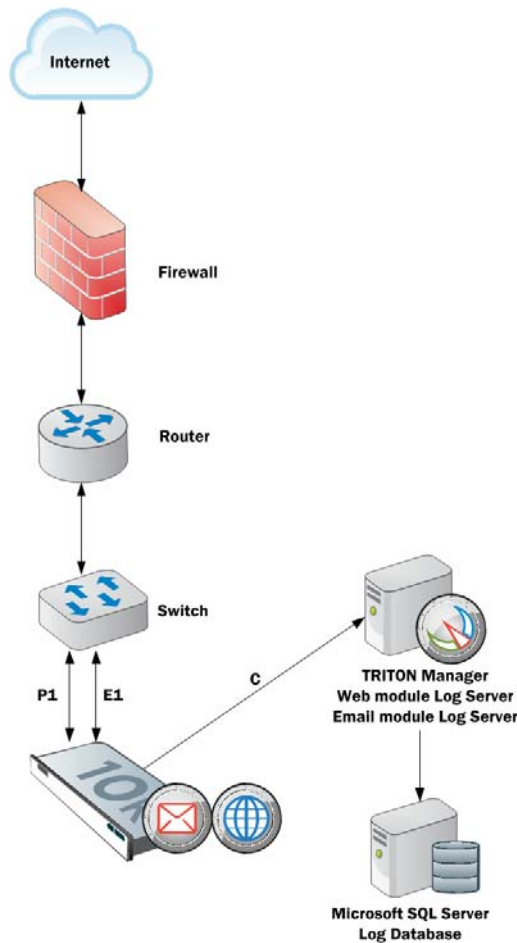 Internet
Firewall
Router
Switch
P1
E1
C
TRITON Manager
Web module Log Server
Email module Log Server
10K
Microsoft SQL Server
Log Database